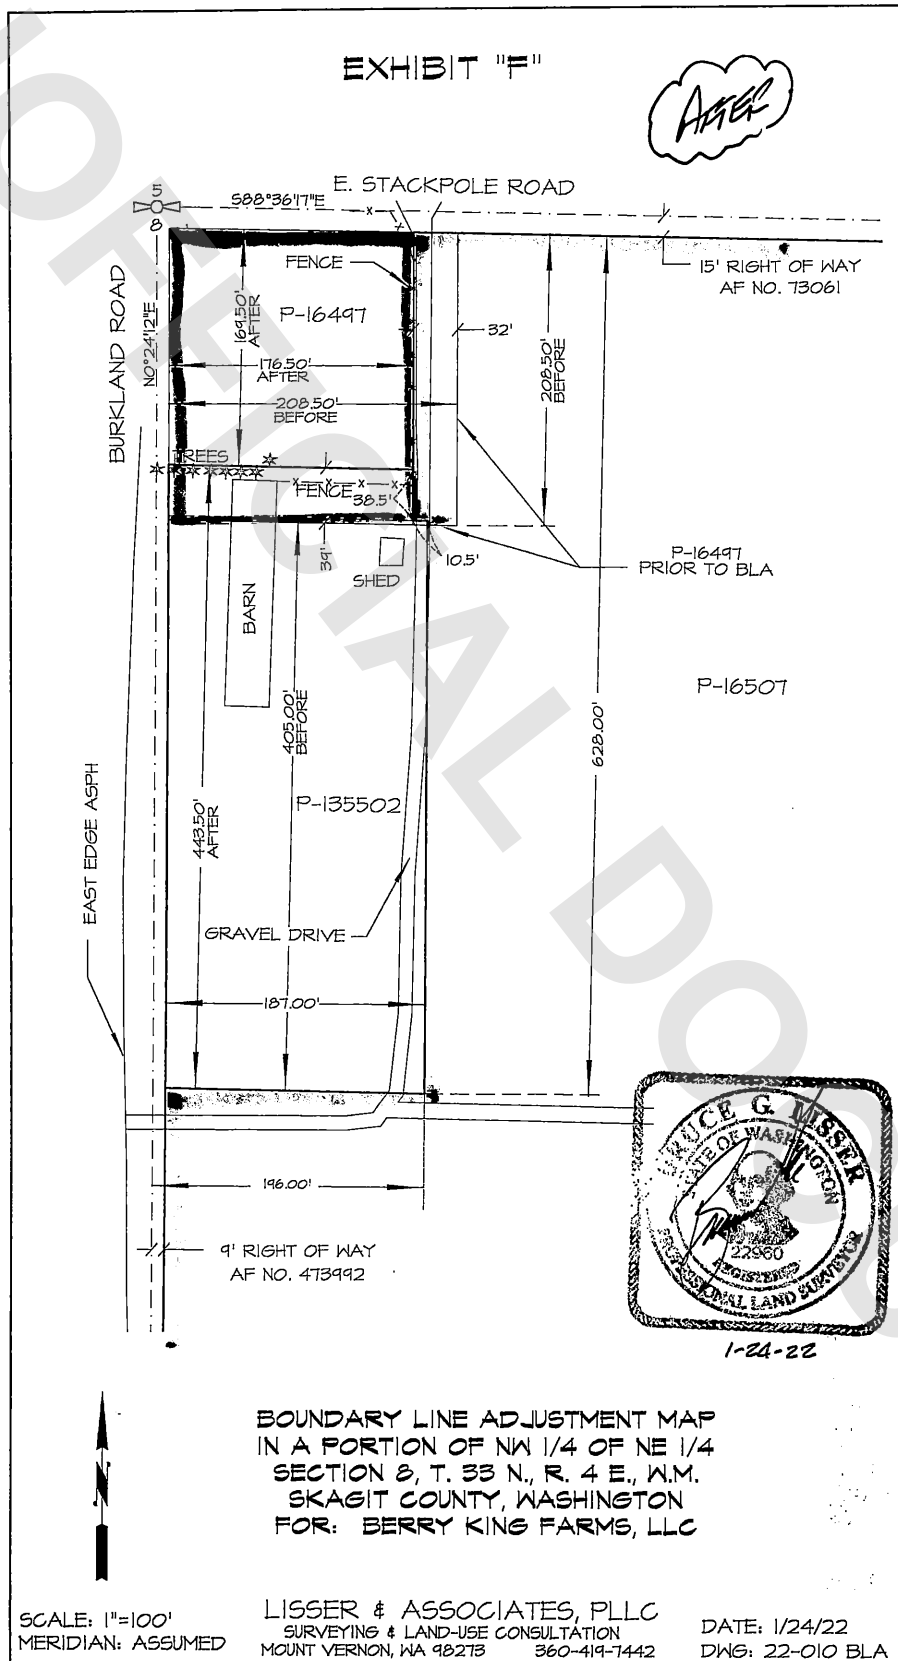 EXHIBIT "F"
AFTER
E. STACKPOLE ROAD
5
8
S88°36'17"E
BURKLAND ROAD
N0°24'12"E
FENCE
P-16497
169.50'
AFTER
176.50'
AFTER
208.50'
BEFORE
32'
208.50'
BEFORE
15' RIGHT OF WAY
AF NO. 73061
TREES
FENCE
38.5'
39'
10.5'
SHED
BARN
P-16497
PRIOR TO BLA
P-16507
628.00'
405.00'
BEFORE
443.50'
AFTER
P-135502
EAST EDGE ASPH
GRAVEL DRIVE
187.00'
196.00'
9' RIGHT OF WAY
AF NO. 473992
BRUCE G. LISSER
STATE OF WASHINGTON
22960
REGISTERED
PROFESSIONAL LAND SURVEYOR
1-24-22
N
BOUNDARY LINE ADJUSTMENT MAP
IN A PORTION OF NW 1/4 OF NE 1/4
SECTION 8, T. 33 N., R. 4 E., W.M.
SKAGIT COUNTY, WASHINGTON
FOR: BERRY KING FARMS, LLC
SCALE: 1"=100'
MERIDIAN: ASSUMED
LISSER & ASSOCIATES, PLLC
SURVEYING & LAND-USE CONSULTATION
MOUNT VERNON, WA 98273 360-419-7442
DATE: 1/24/22
DWG: 22-010 BLA